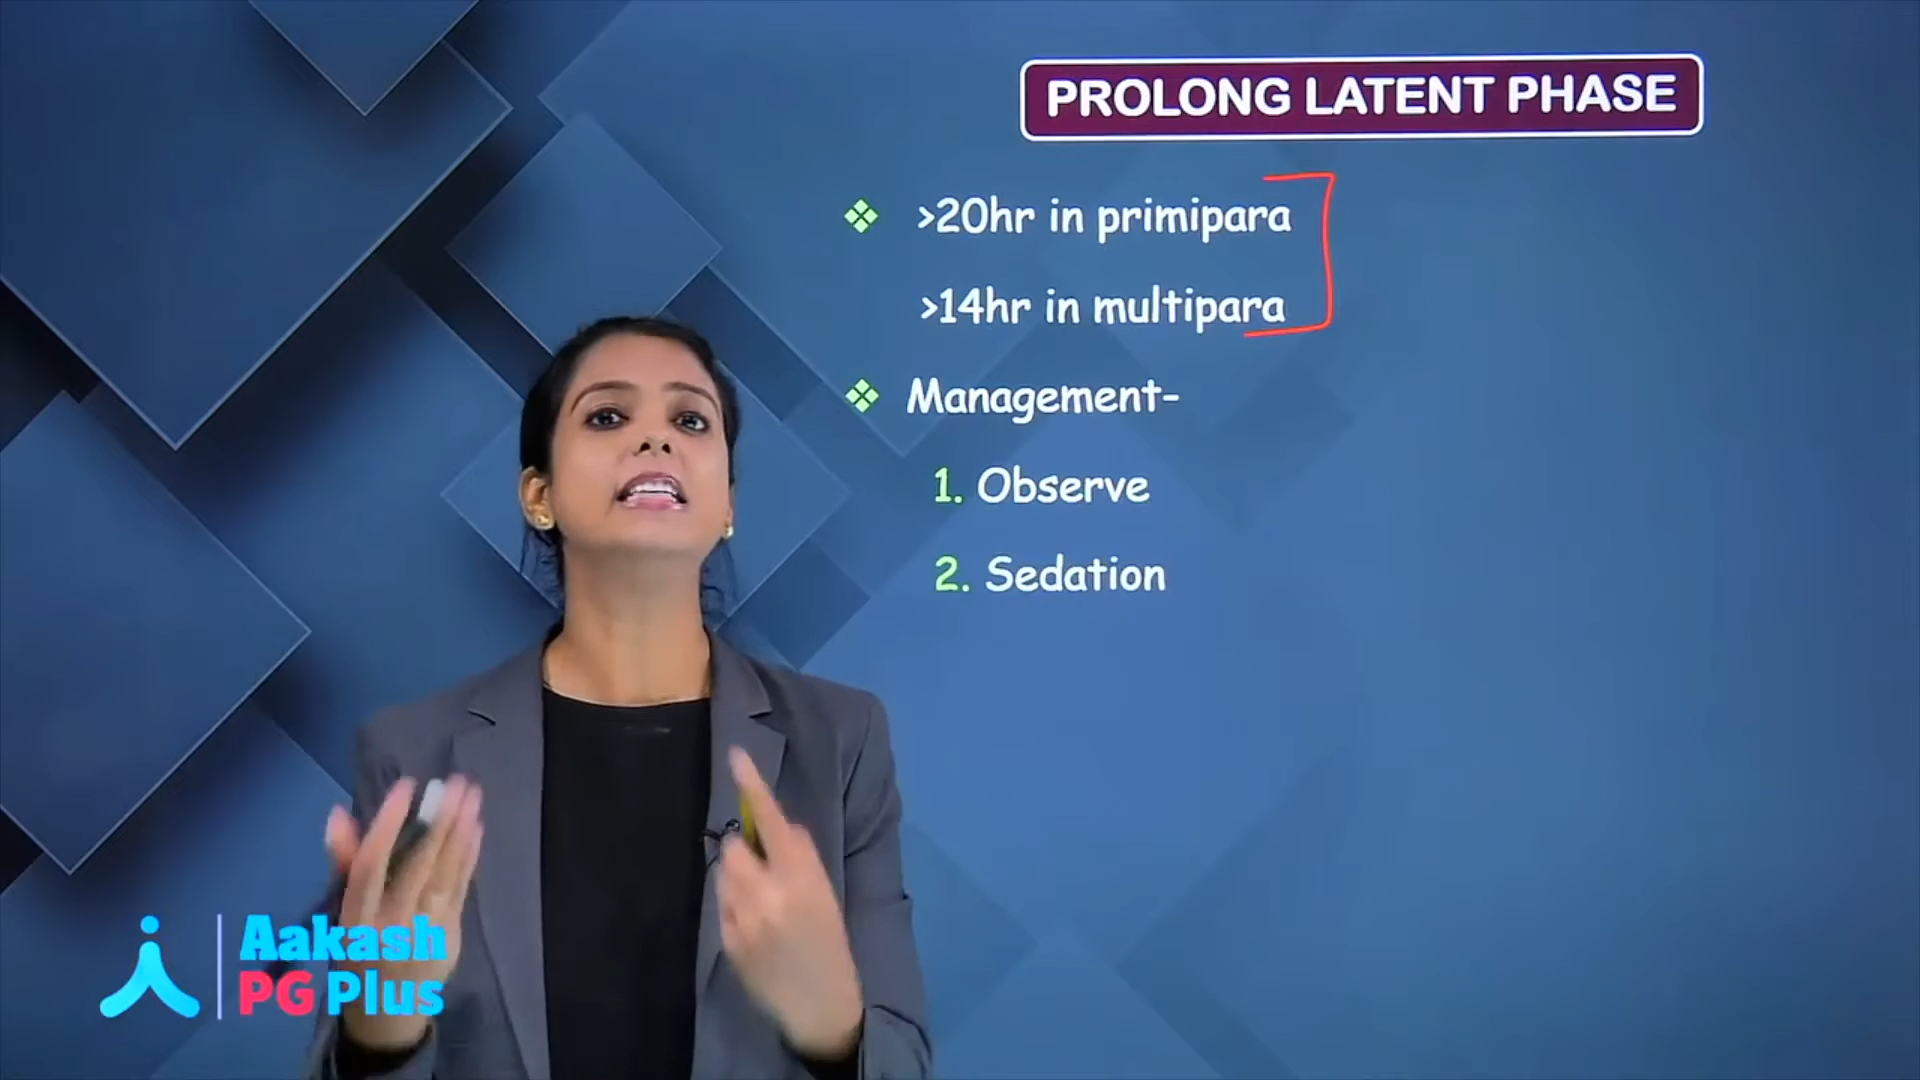 PROLONG LATENT PHASE
>20hr in primipara
>14hr in multipara
Management-
1. Observe
2. Sedation
Aakash
PG Plus